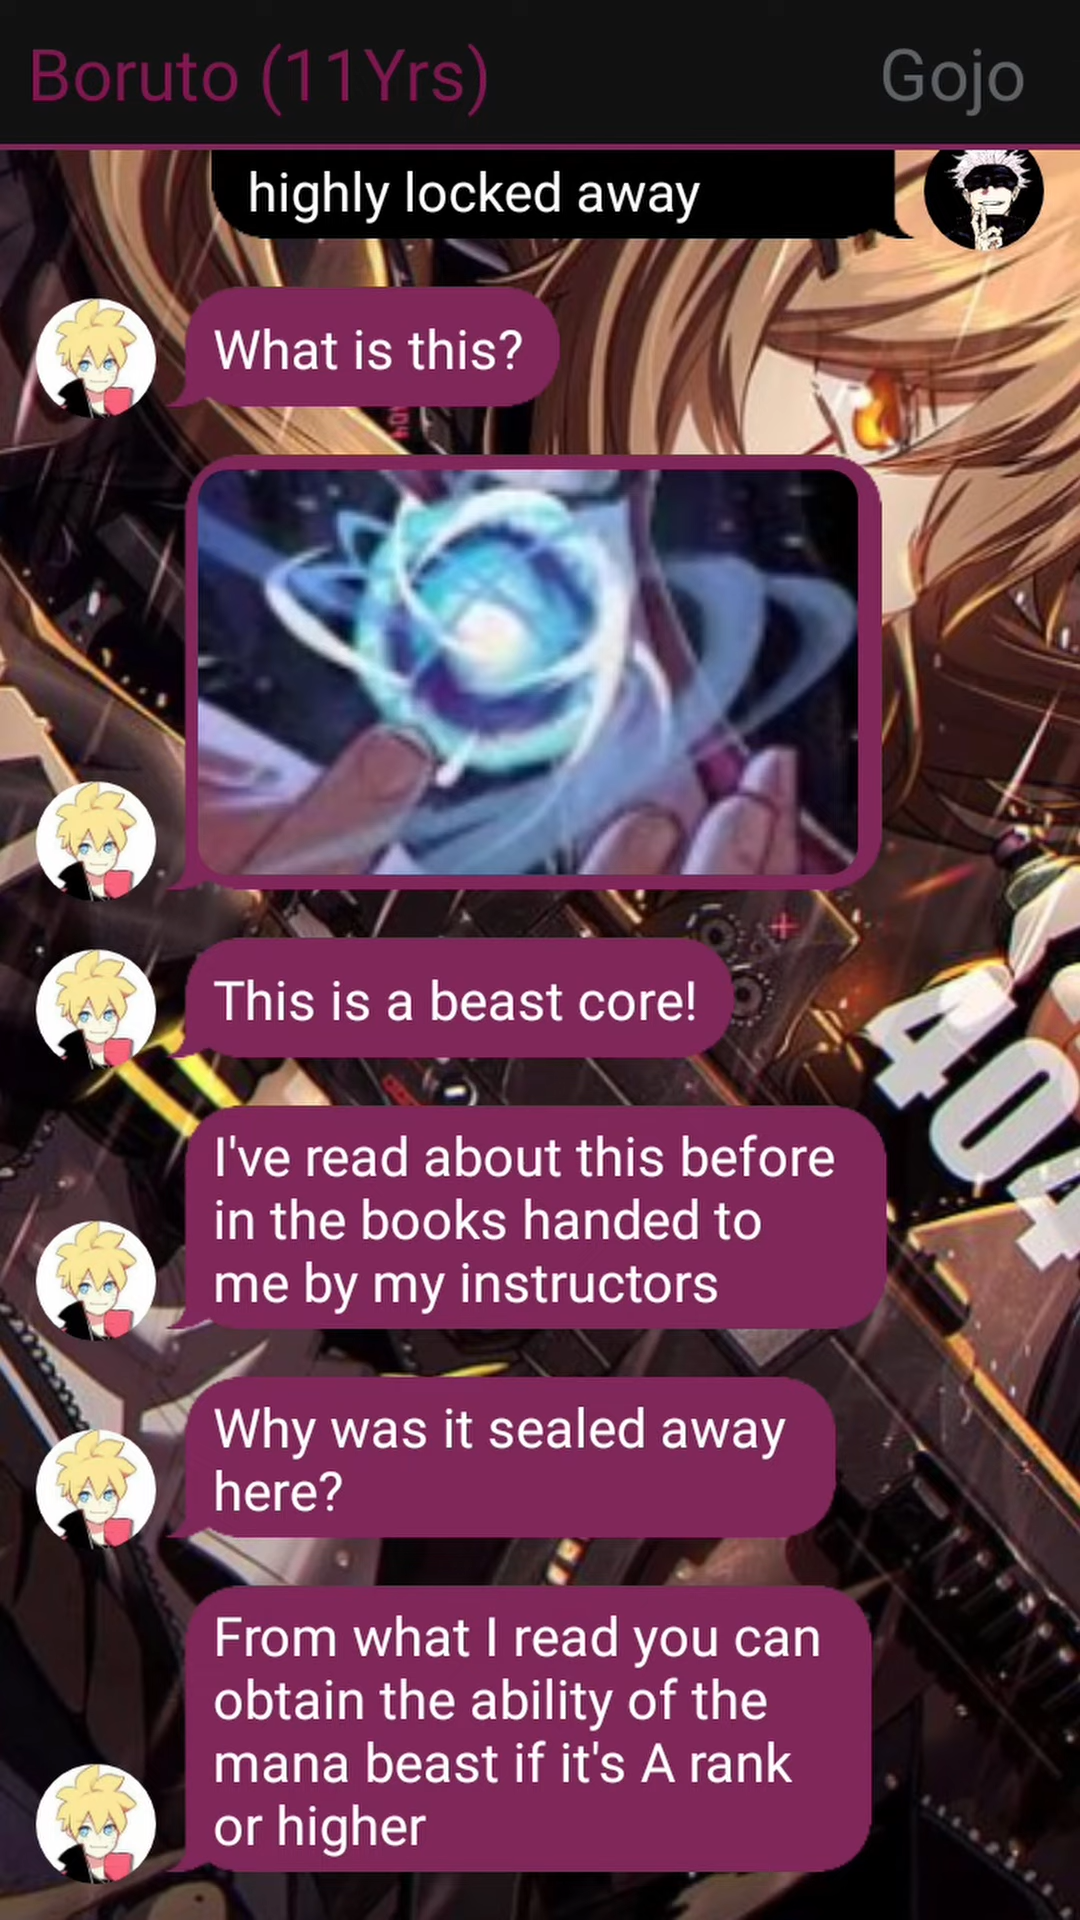 Boruto (11Yrs)
Gojo
highly locked away
What is this?
This is a beast core!
I've read about this before
in the books handed to
me by my instructors
Why was it sealed away
here?
From what I read you can
obtain the ability of the
mana beast if it's A rank
or higher
404